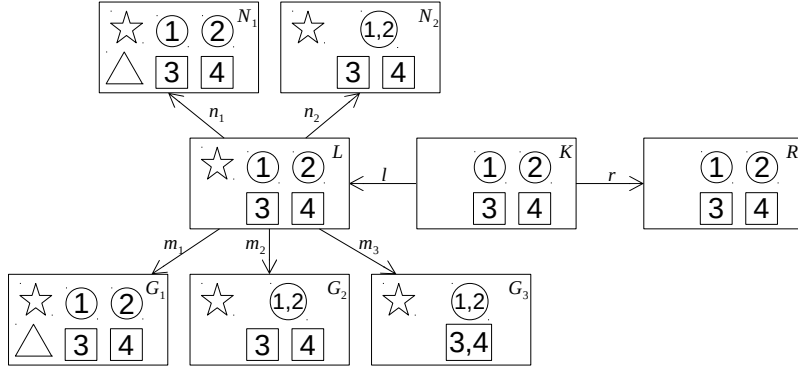 1 2 N1
3 4
1,2 N2
3 4
n1 n2
1 2 L
3 4
l
1 2 K
3 4
r
1 2 R
3 4
m1 m2 m3
1 2 G1
3 4
1,2 G2
3 4
1,2 G3
3,4